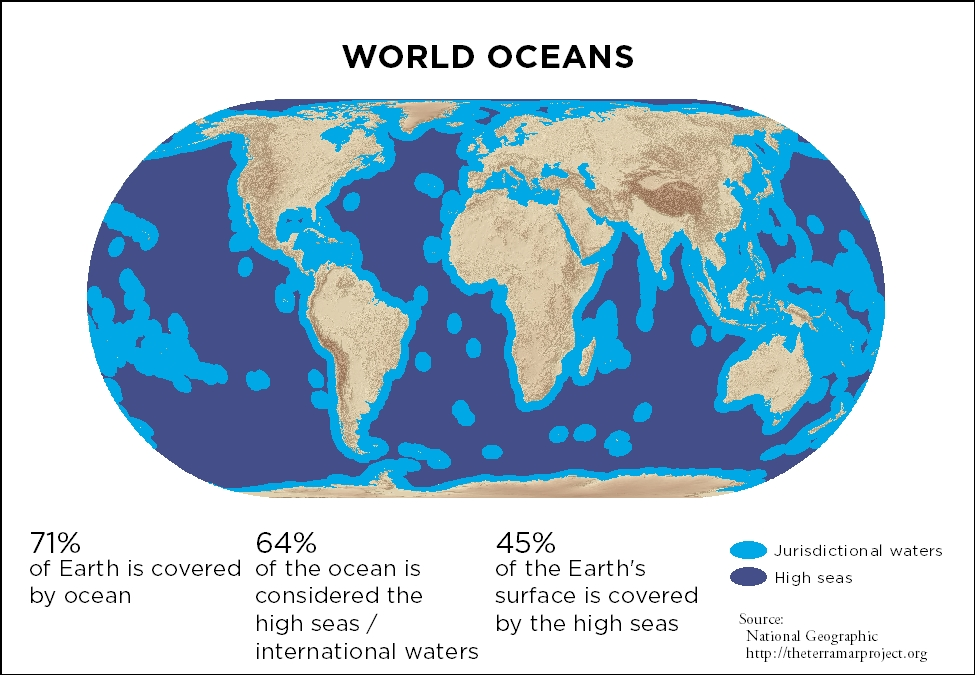 WORLD OCEANS
71%
of Earth is covered
by ocean
64%
of the ocean is
considered the
high seas /
international waters
45%
of the Earth's
surface is covered
by the high seas
Jurisdictional waters
High seas
Source:
National Geographic
http://theterramarproject.org